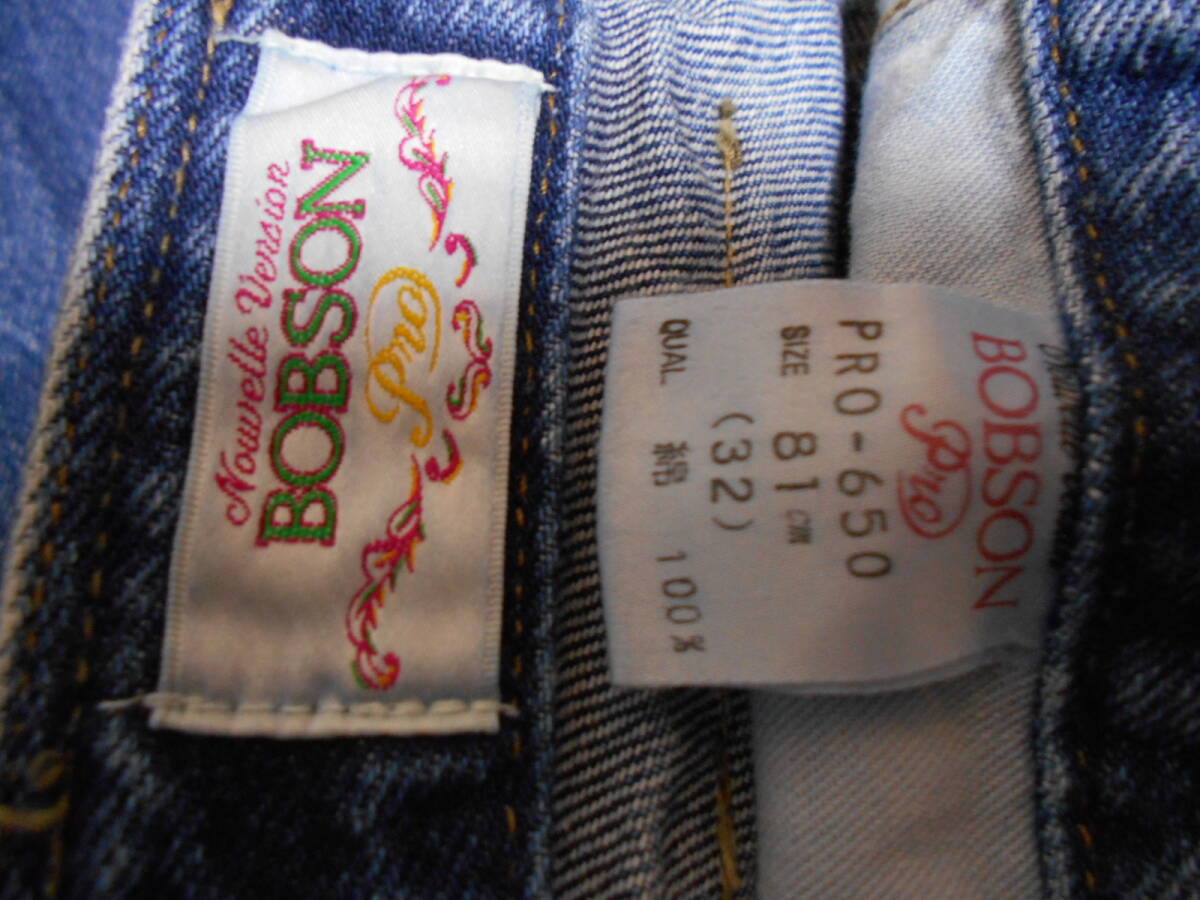 Nouvelle Version
BOBSON
Pro
BOBSON
Pro
PRO-650
SIZE 81cm
(32)
QUAL 綿 100%